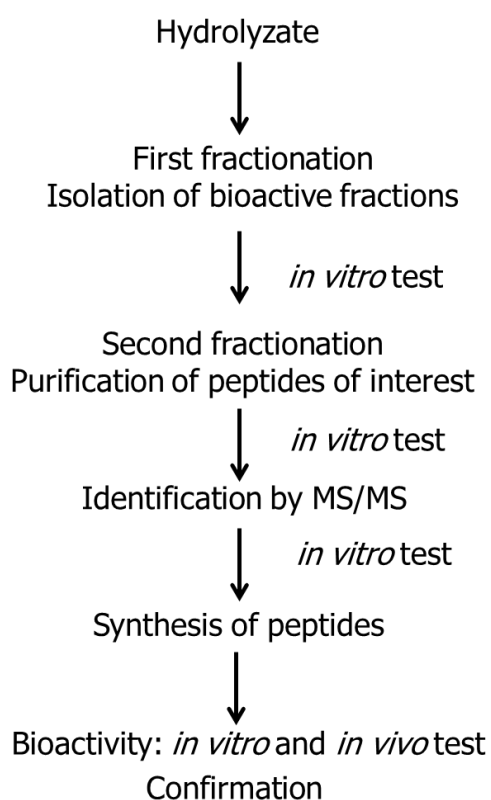 Hydrolyzate
First fractionation
Isolation of bioactive fractions
in vitro test
Second fractionation
Purification of peptides of interest
in vitro test
Identification by MS/MS
in vitro test
Synthesis of peptides
Bioactivity: in vitro and in vivo test
Confirmation